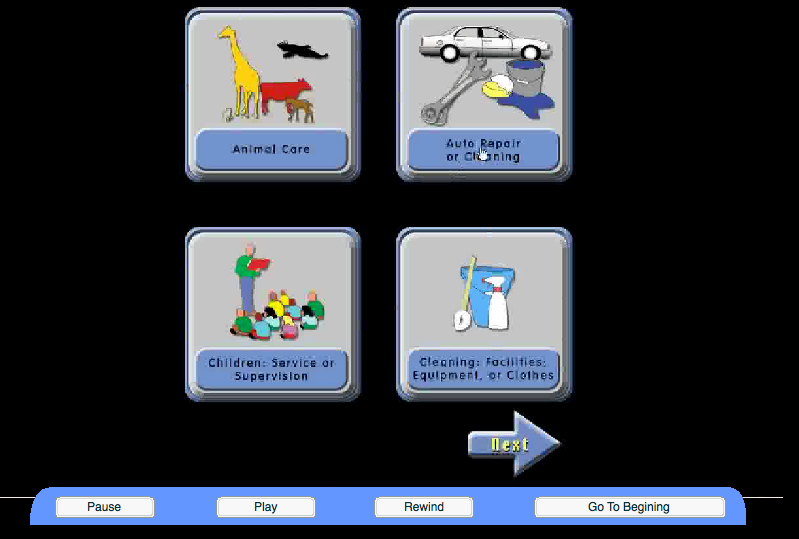 Animal Care
Auto Repair
or Cleaning
Children: Service or
Supervision
Cleaning: Facilities,
Equipment, or Clothes
Next
Pause
Play
Rewind
Go To Begining